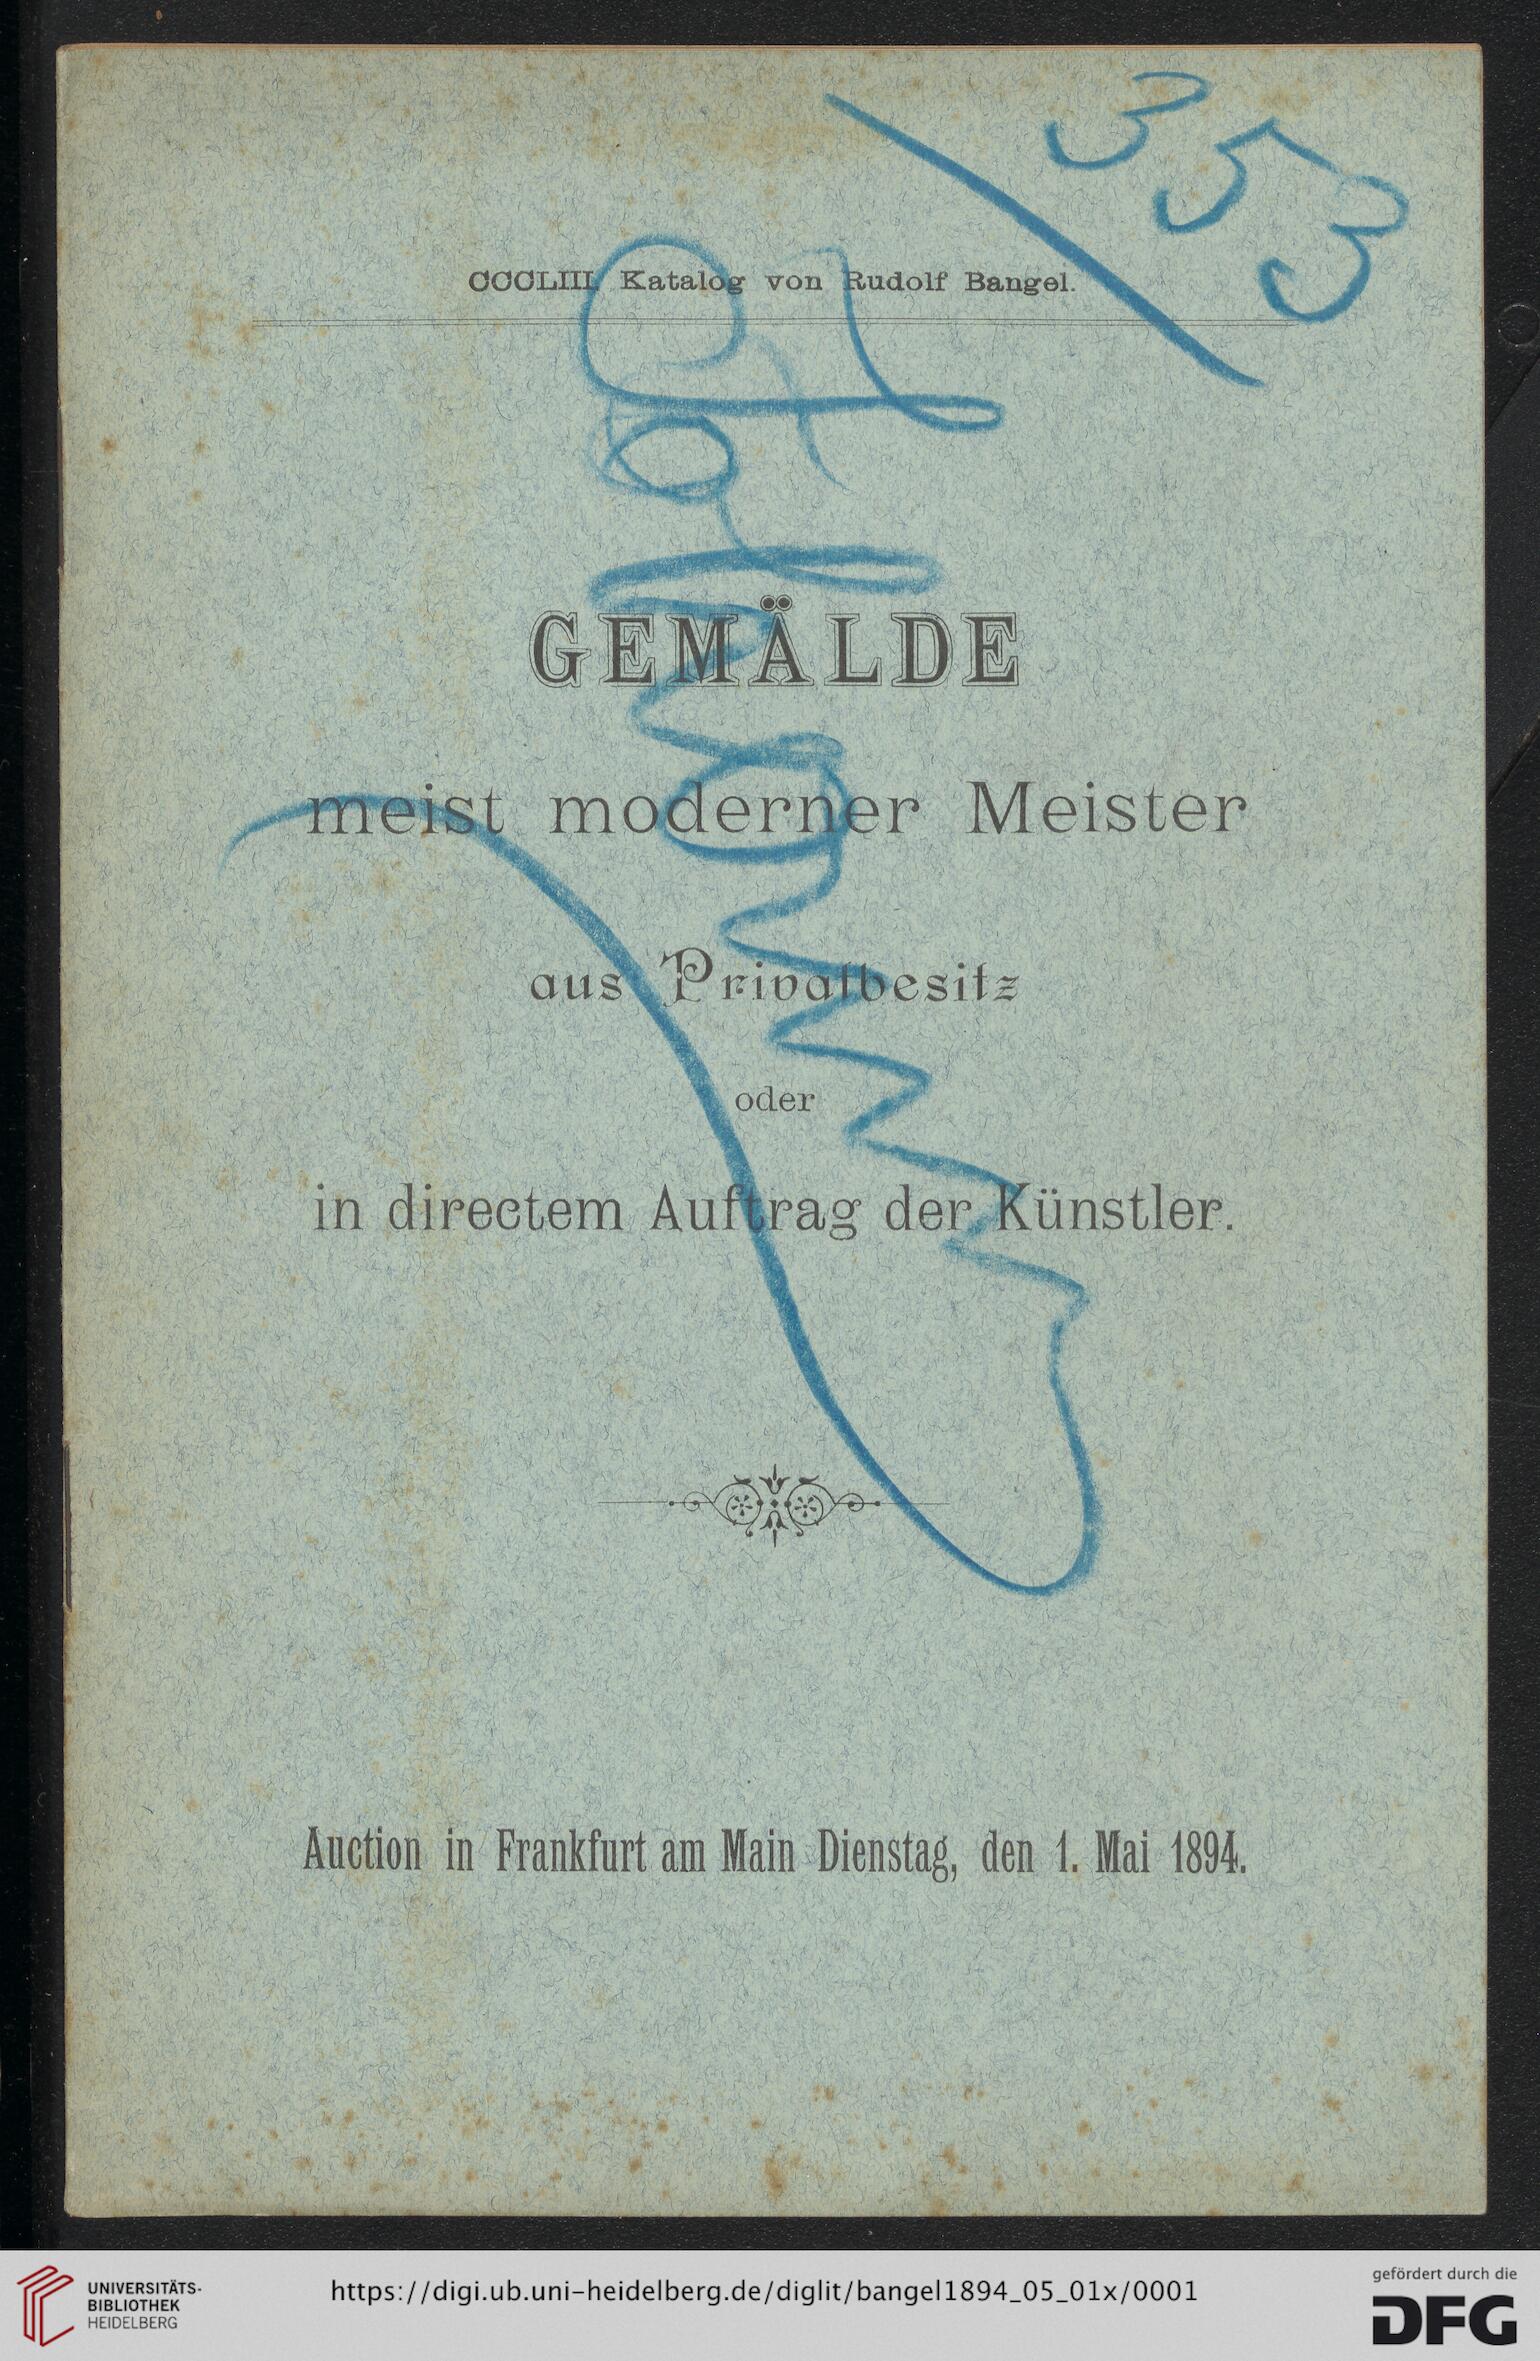 353
CCCLIII. Katalog von Rudolf Bangel.
GEMÄLDE
meist moderner Meister
aus Privatbesitz
oder
in directem Auftrag der Künstler.
Auction in Frankfurt am Main Dienstag, den 1. Mai 1894.
UNIVERSITÄTS-
BIBLIOTHEK
HEIDELBERG
https://digi.ub.uni-heidelberg.de/diglit/bangel1894_05_01x/0001
gefördert durch die
DFG